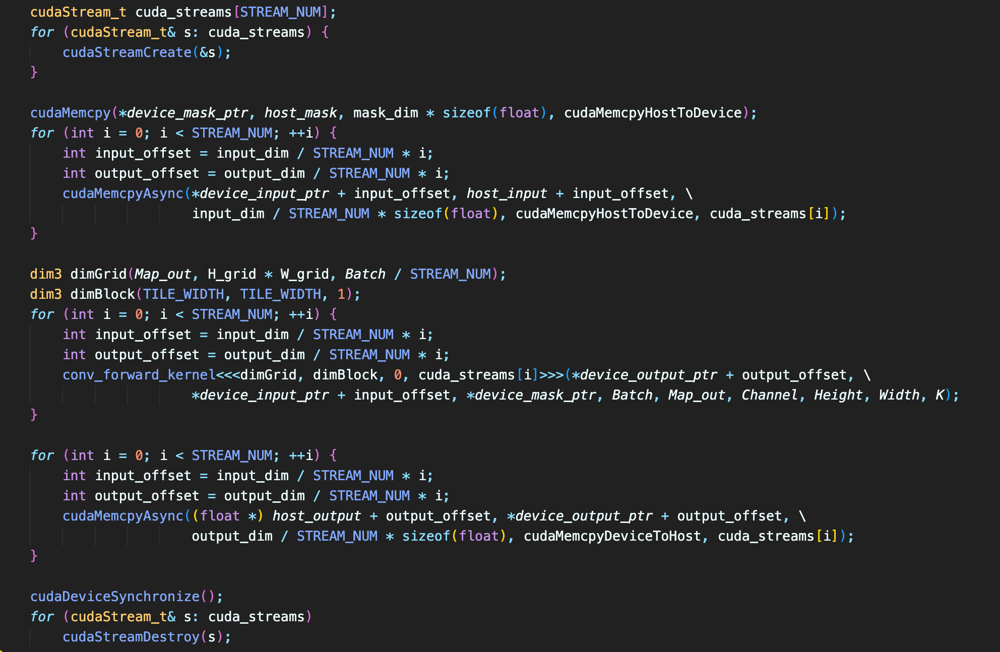 cudaStream_t cuda_streams[STREAM_NUM];
for (cudaStream_t& s: cuda_streams) {
    cudaStreamCreate(&s);
}

cudaMemcpy(*device_mask_ptr, host_mask, mask_dim * sizeof(float), cudaMemcpyHostToDevice);
for (int i = 0; i < STREAM_NUM; ++i) {
    int input_offset = input_dim / STREAM_NUM * i;
    int output_offset = output_dim / STREAM_NUM * i;
    cudaMemcpyAsync(*device_input_ptr + input_offset, host_input + input_offset, \
                    input_dim / STREAM_NUM * sizeof(float), cudaMemcpyHostToDevice, cuda_streams[i]);
}

dim3 dimGrid(Map_out, H_grid * W_grid, Batch / STREAM_NUM);
dim3 dimBlock(TILE_WIDTH, TILE_WIDTH, 1);
for (int i = 0; i < STREAM_NUM; ++i) {
    int input_offset = input_dim / STREAM_NUM * i;
    int output_offset = output_dim / STREAM_NUM * i;
    conv_forward_kernel<<<dimGrid, dimBlock, 0, cuda_streams[i]>>>(*device_output_ptr + output_offset, \
                    *device_input_ptr + input_offset, *device_mask_ptr, Batch, Map_out, Channel, Height, Width, K);
}

for (int i = 0; i < STREAM_NUM; ++i) {
    int input_offset = input_dim / STREAM_NUM * i;
    int output_offset = output_dim / STREAM_NUM * i;
    cudaMemcpyAsync((float *) host_output + output_offset, *device_output_ptr + output_offset, \
                    output_dim / STREAM_NUM * sizeof(float), cudaMemcpyDeviceToHost, cuda_streams[i]);
}

cudaDeviceSynchronize();
for (cudaStream_t& s: cuda_streams)
    cudaStreamDestroy(s);